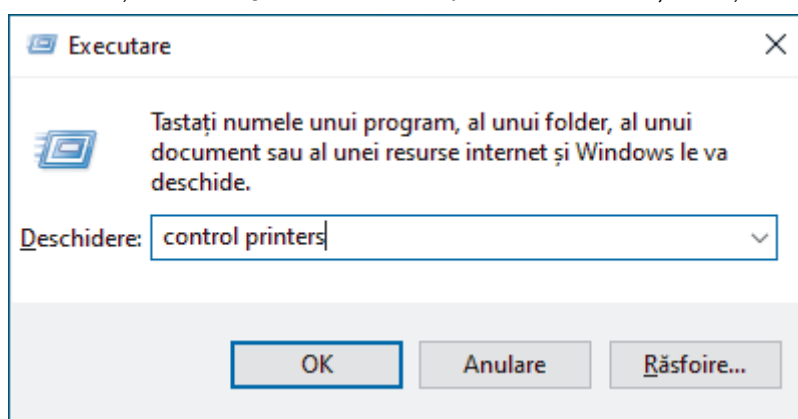 Executare
Tastați numele unui program, al unui folder, al unui
document sau al unei resurse internet și Windows le va
deschide.
Deschidere: control printers
OK Anulare Răsfoire...